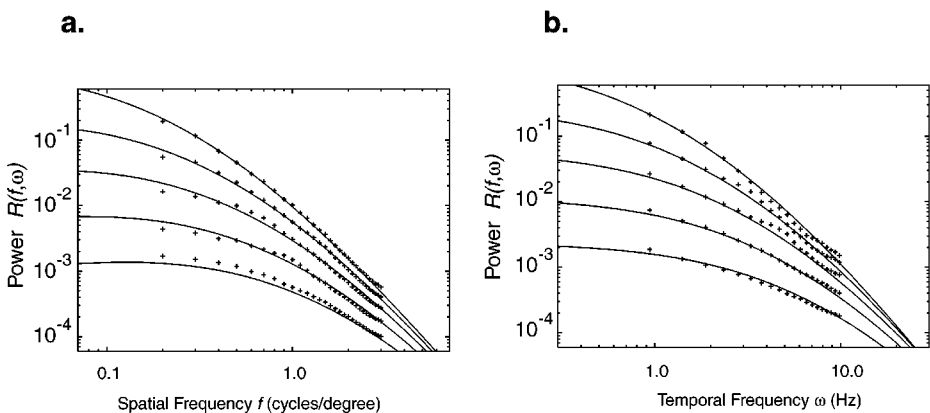 a.
Power R(f,ω)
10⁻¹
10⁻²
10⁻³
10⁻⁴
0.1 1.0
Spatial Frequency f (cycles/degree)
b.
Power R(f,ω)
10⁻¹
10⁻²
10⁻³
10⁻⁴
1.0 10.0
Temporal Frequency ω (Hz)